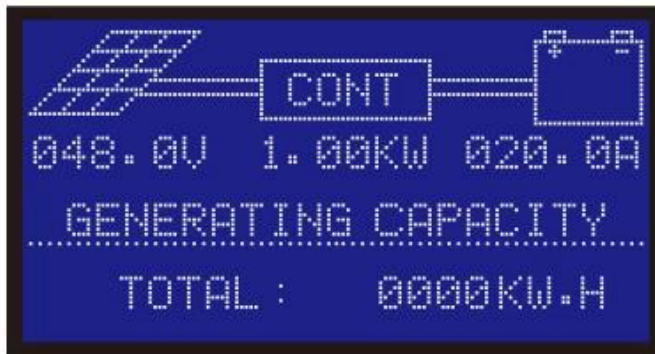 CONT
+ -
048.0V 1.00KW 020.0A
GENERATING CAPACITY
TOTAL: 0000KW.H